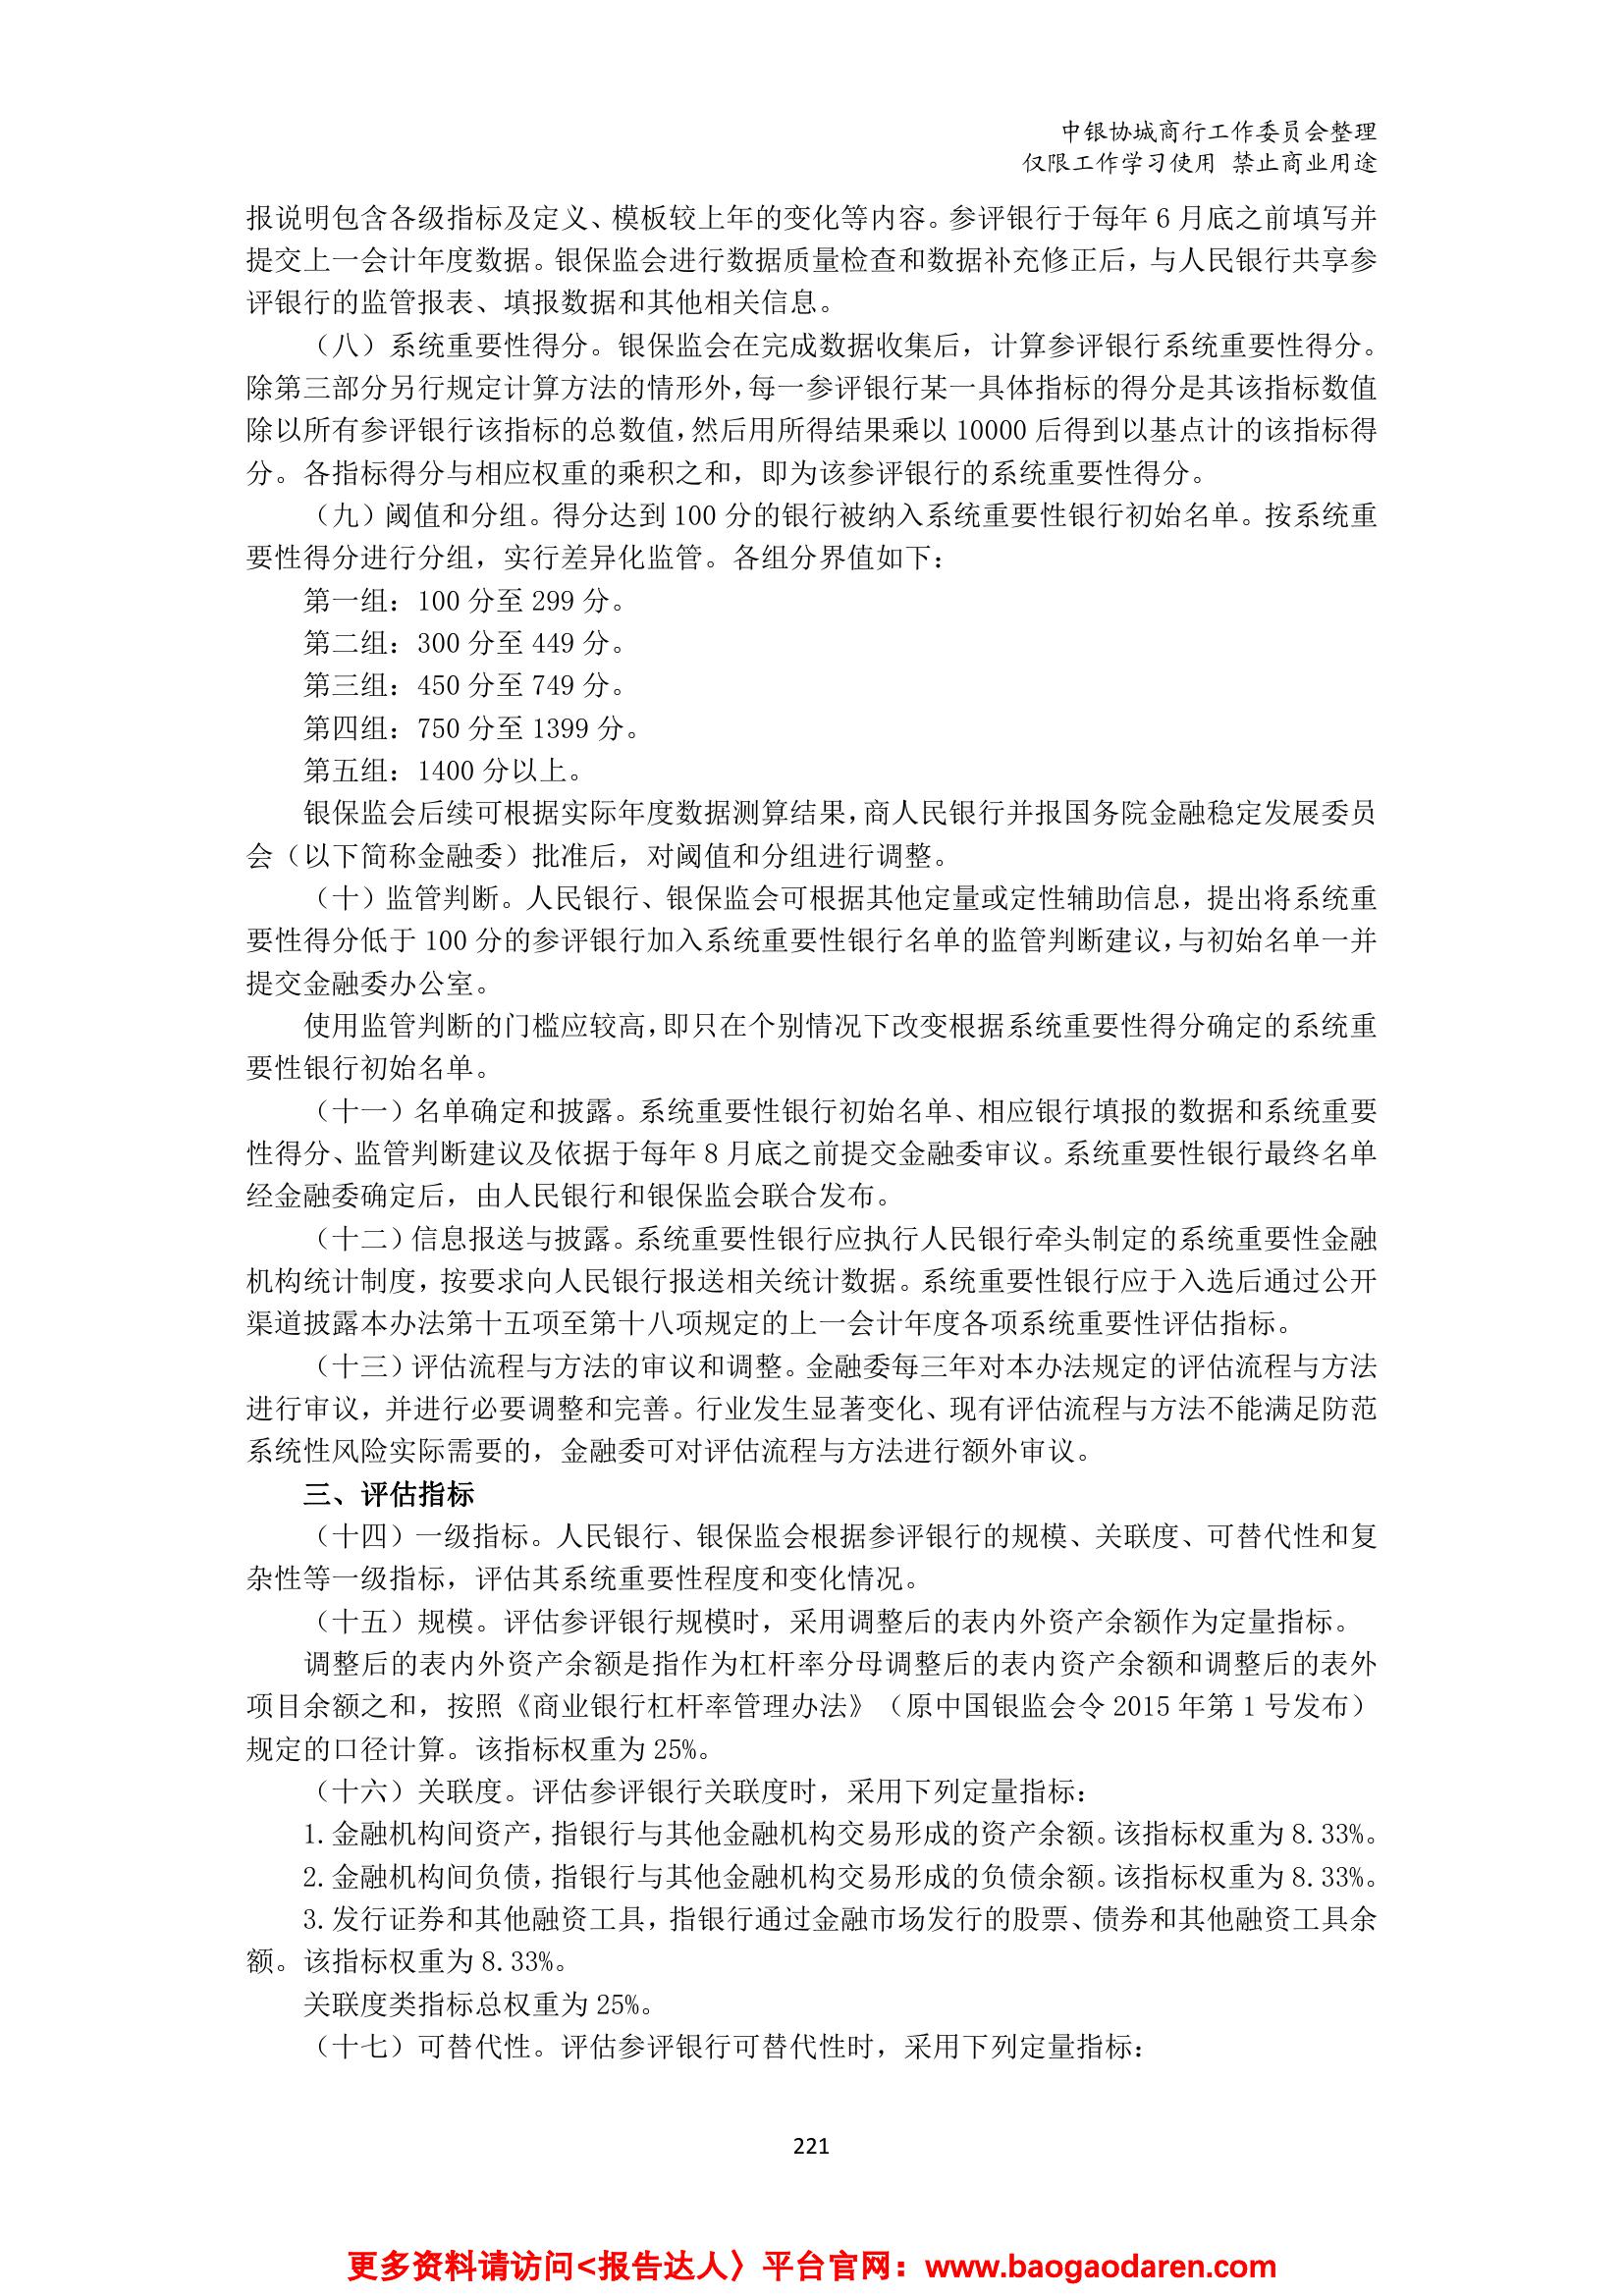 中银协城商行工作委员会整理
仅限工作学习使用 禁止商业用途
报说明包含各级指标及定义、模板较上年的变化等内容。参评银行于每年 6 月底之前填写并
提交上一会计年度数据。银保监会进行数据质量检查和数据补充修正后，与人民银行共享参
评银行的监管报表、填报数据和其他相关信息。
（八）系统重要性得分。银保监会在完成数据收集后，计算参评银行系统重要性得分。
除第三部分另行规定计算方法的情形外，每一参评银行某一具体指标的得分是其该指标数值
除以所有参评银行该指标的总数值，然后用所得结果乘以 10000 后得到以基点计的该指标得
分。各指标得分与相应权重的乘积之和，即为该参评银行的系统重要性得分。
（九）阈值和分组。得分达到 100 分的银行被纳入系统重要性银行初始名单。按系统重
要性得分进行分组，实行差异化监管。各组分界值如下：
第一组：100 分至 299 分。
第二组：300 分至 449 分。
第三组：450 分至 749 分。
第四组：750 分至 1399 分。
第五组：1400 分以上。
银保监会后续可根据实际年度数据测算结果，商人民银行并报国务院金融稳定发展委员
会（以下简称金融委）批准后，对阈值和分组进行调整。
（十）监管判断。人民银行、银保监会可根据其他定量或定性辅助信息，提出将系统重
要性得分低于 100 分的参评银行加入系统重要性银行名单的监管判断建议，与初始名单一并
提交金融委办公室。
使用监管判断的门槛应较高，即只在个别情况下改变根据系统重要性得分确定的系统重
要性银行初始名单。
（十一）名单确定和披露。系统重要性银行初始名单、相应银行填报的数据和系统重要
性得分、监管判断建议及依据于每年 8 月底之前提交金融委审议。系统重要性银行最终名单
经金融委确定后，由人民银行和银保监会联合发布。
（十二）信息报送与披露。系统重要性银行应执行人民银行牵头制定的系统重要性金融
机构统计制度，按要求向人民银行报送相关统计数据。系统重要性银行应于入选后通过公开
渠道披露本办法第十五项至第十八项规定的上一会计年度各项系统重要性评估指标。
（十三）评估流程与方法的审议和调整。金融委每三年对本办法规定的评估流程与方法
进行审议，并进行必要调整和完善。行业发生显著变化、现有评估流程与方法不能满足防范
系统性风险实际需要的，金融委可对评估流程与方法进行额外审议。
三、评估指标
（十四）一级指标。人民银行、银保监会根据参评银行的规模、关联度、可替代性和复
杂性等一级指标，评估其系统重要性程度和变化情况。
（十五）规模。评估参评银行规模时，采用调整后的表内外资产余额作为定量指标。
调整后的表内外资产余额是指作为杠杆率分母调整后的表内资产余额和调整后的表外
项目余额之和，按照《商业银行杠杆率管理办法》（原中国银监会令 2015 年第 1 号发布）
规定的口径计算。该指标权重为 25%。
（十六）关联度。评估参评银行关联度时，采用下列定量指标：
1.金融机构间资产，指银行与其他金融机构交易形成的资产余额。该指标权重为 8.33%。
2.金融机构间负债，指银行与其他金融机构交易形成的负债余额。该指标权重为 8.33%。
3.发行证券和其他融资工具，指银行通过金融市场发行的股票、债券和其他融资工具余
额。该指标权重为 8.33%。
关联度类指标总权重为 25%。
（十七）可替代性。评估参评银行可替代性时，采用下列定量指标：
221
更多资料请访问<报告达人〉平台官网：www.baogaodaren.com